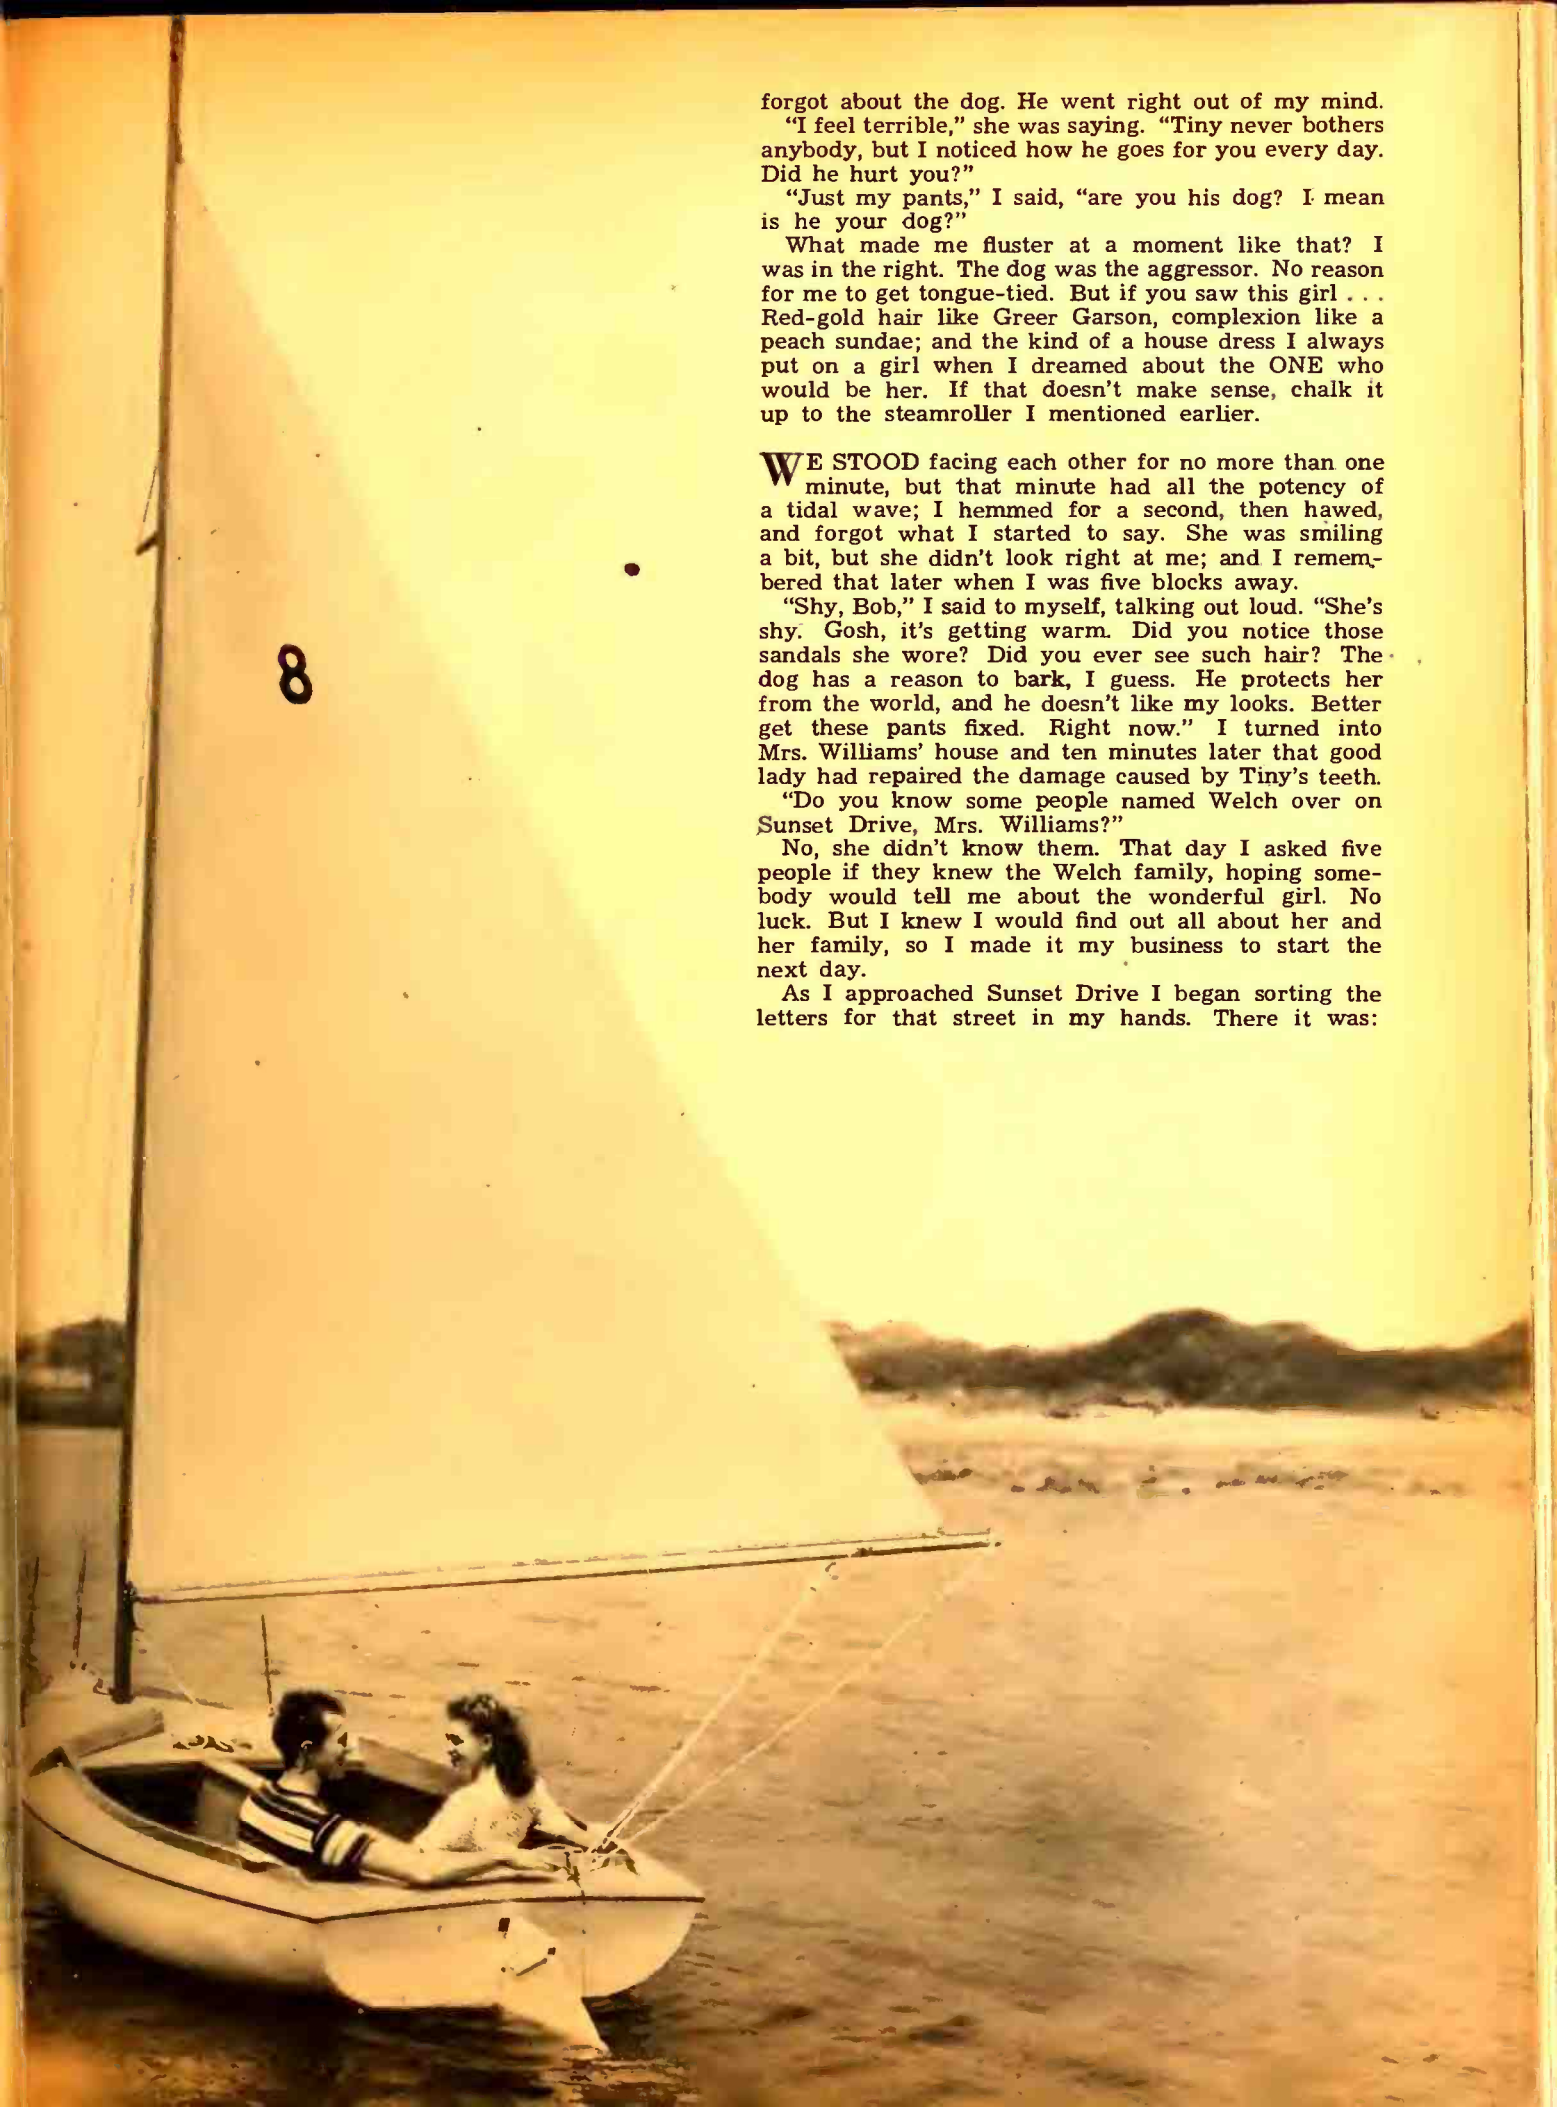 forgot about the dog. He went right out of my mind.
“I feel terrible,” she was saying. “Tiny never bothers
anybody, but I noticed how he goes for you every day.
Did he hurt you?”
“Just my pants,” I said, “are you his dog? I mean
is he your dog?”
What made me fluster at a moment like that? I
was in the right. The dog was the aggressor. No reason
for me to get tongue-tied. But if you saw this girl . . .
Red-gold hair like Greer Garson, complexion like a
peach sundae; and the kind of a house dress I always
put on a girl when I dreamed about the ONE who
would be her. If that doesn't make sense, chalk it
up to the steamroller I mentioned earlier.
WE STOOD facing each other for no more than one
minute, but that minute had all the potency of
a tidal wave; I hemmed for a second, then hawed,
and forgot what I started to say. She was smiling
a bit, but she didn't look right at me; and I remem-
bered that later when I was five blocks away.
“Shy, Bob,” I said to myself, talking out loud. “She's
shy. Gosh, it's getting warm. Did you notice those
sandals she wore? Did you ever see such hair? The
dog has a reason to bark, I guess. He protects her
from the world, and he doesn't like my looks. Better
get these pants fixed. Right now.” I turned into
Mrs. Williams' house and ten minutes later that good
lady had repaired the damage caused by Tiny's teeth.
“Do you know some people named Welch over on
Sunset Drive, Mrs. Williams?”
No, she didn't know them. That day I asked five
people if they knew the Welch family, hoping some-
body would tell me about the wonderful girl. No
luck. But I knew I would find out all about her and
her family, so I made it my business to start the
next day.
As I approached Sunset Drive I began sorting the
letters for that street in my hands. There it was:
8